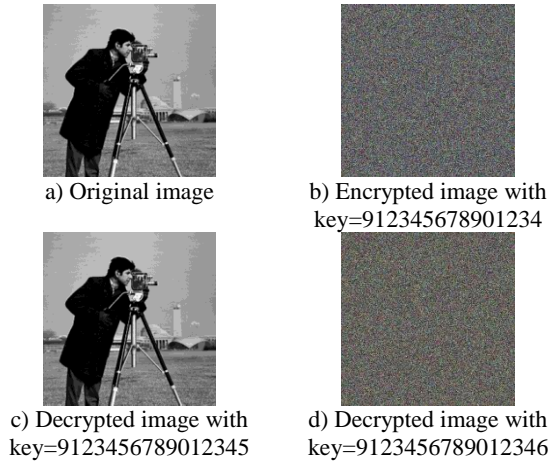 a) Original image
b) Encrypted image with
key=912345678901234
c) Decrypted image with
key=9123456789012345
d) Decrypted image with
key=9123456789012346